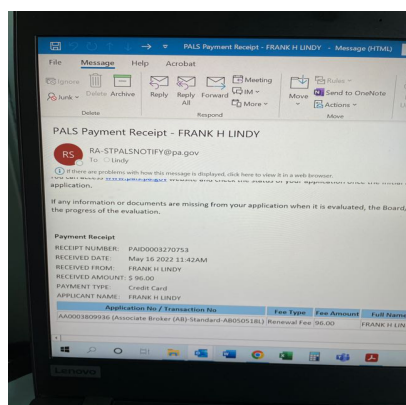 PALS Payment Receipt - FRANK H LINDY - Message (HTML)
File Message Help Acrobat
Ignore
Junk
Delete Archive
Reply Reply All Forward
Meeting
IM
More
Move
Rules
Send to OneNote
Actions
Delete Respond Move
PALS Payment Receipt - FRANK H LINDY
RS
RA-STPALSNOTIFY@pa.gov
To Lindy
If there are problems with how this message is displayed, click here to view it in a web browser.
application.
If any information or documents are missing from your application when it is evaluated, the Board,
the progress of the evaluation.
Payment Receipt
RECEIPT NUMBER: PAID0003270753
RECEIVED DATE: May 16 2022 11:42AM
RECEIVED FROM: FRANK H LINDY
RECEIVED AMOUNT: $ 96.00
PAYMENT TYPE: Credit Card
APPLICANT NAME: FRANK H LINDY
Application No / Transaction No Fee Type Fee Amount Full Name
AA0003809936 (Associate Broker (AB)-Standard-AB050518L) Renewal Fee 96.00 FRANK H LIN
Lenovo